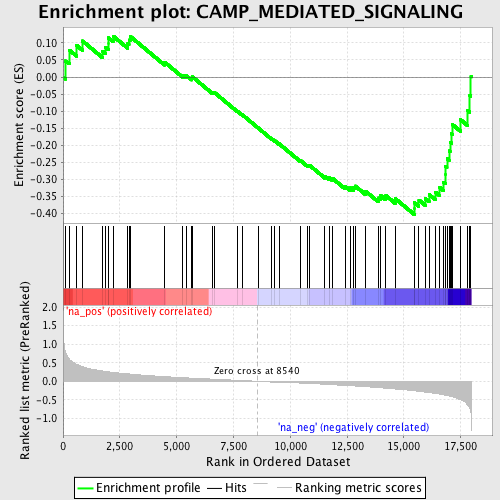 Enrichment plot: CAMP_MEDIATED_SIGNALING
Enrichment score (ES)
0.10
0.05
0.00
-0.05
-0.10
-0.15
-0.20
-0.25
-0.30
-0.35
-0.40
'na_pos' (positively correlated)
Ranked list metric (PreRanked)
2.0
1.5
1.0
0.5
0.0
-0.5
-1.0
Zero cross at 8540
'na_neg' (negatively correlated)
0
2,500
5,000
7,500
10,000
12,500
15,000
17,500
Rank in Ordered Dataset
Enrichment profile
Hits
Ranking metric scores